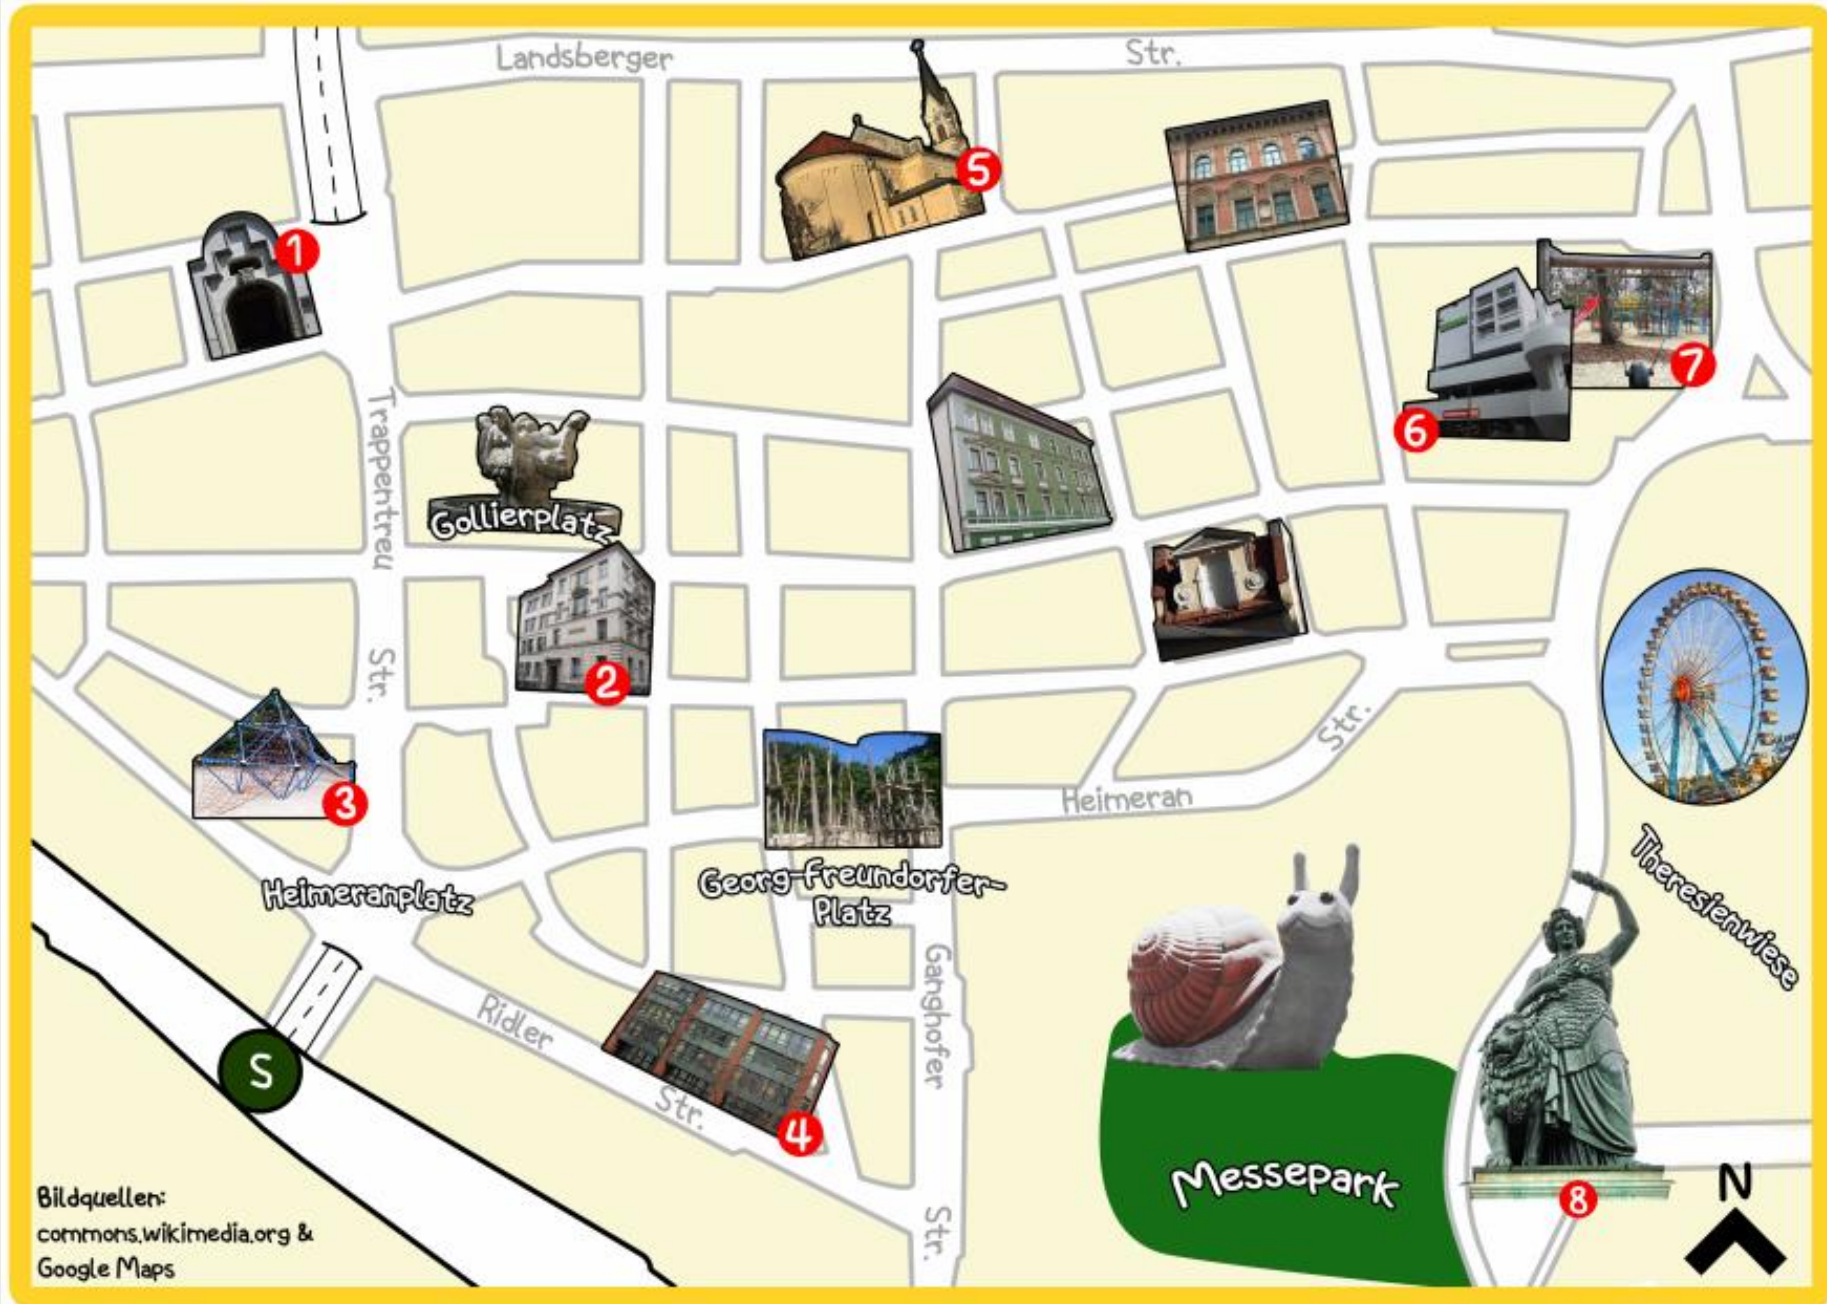 Landsberger
Str.
5
1
7
6
Trappentreu
Gollierplatz
Str.
2
Str.
3
Heimeran
Heimeranplatz
Georg-Freundorfer-
Platz
Theresienwiese
Ganghofer
Ridler
S
Str.
4
Messepark
N
8
Str.
Bildquellen:
commons.wikimedia.org &
Google Maps